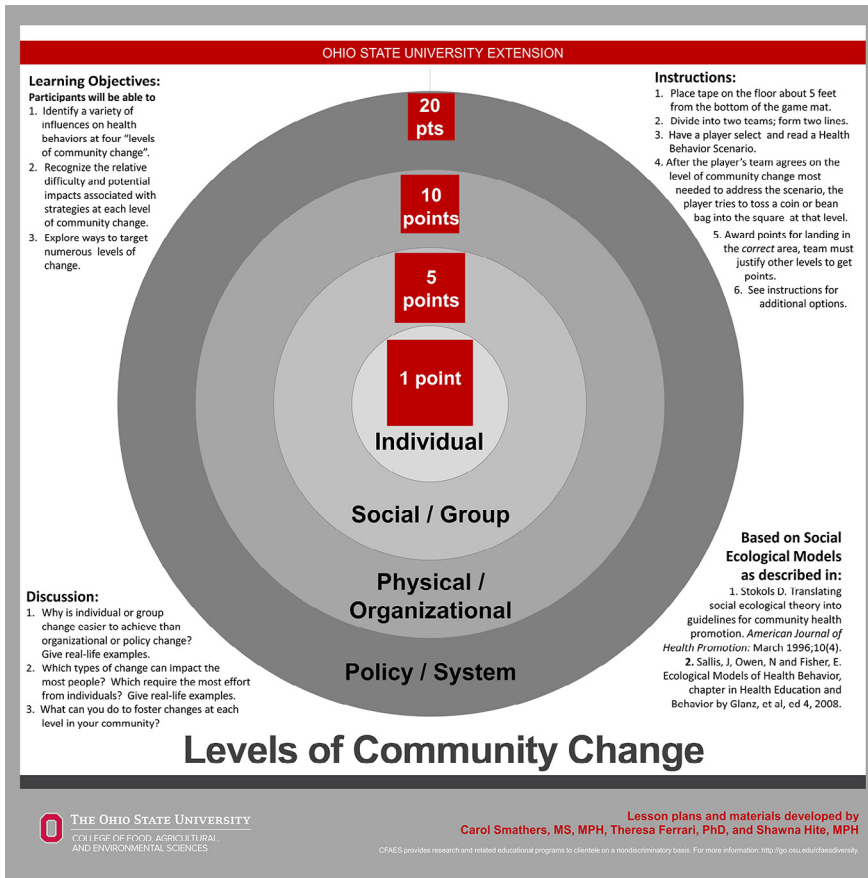 OHIO STATE UNIVERSITY EXTENSION
Learning Objectives:
Participants will be able to
1. Identify a variety of
influences on health
behaviors at four “levels
of community change”.
2. Recognize the relative
difficulty and potential
impacts associated with
strategies at each level
of community change.
3. Explore ways to target
numerous levels of
change.
Instructions:
1. Place tape on the floor about 5 feet
from the bottom of the game mat.
2. Divide into two teams; form two lines.
3. Have a player select and read a Health
Behavior Scenario.
4. After the player’s team agrees on the
level of community change most
needed to address the scenario, the
player tries to toss a coin or bean
bag into the square at that level.
5. Award points for landing in
the correct area, team must
justify other levels to get
points.
6. See instructions for
additional options.
20
pts
10
points
5
points
1 point
Individual
Social / Group
Physical /
Organizational
Policy / System
Discussion:
1. Why is individual or group
change easier to achieve than
organizational or policy change?
Give real-life examples.
2. Which types of change can impact the
most people? Which require the most effort
from individuals? Give real-life examples.
3. What can you do to foster changes at each
level in your community?
Based on Social
Ecological Models
as described in:
1. Stokols D. Translating
social ecological theory into
guidelines for community health
promotion. American Journal of
Health Promotion: March 1996;10(4).
2. Sallis, J, Owen, N and Fisher, E.
Ecological Models of Health Behavior,
chapter in Health Education and
Behavior by Glanz, et al, ed 4, 2008.
Levels of Community Change
THE OHIO STATE UNIVERSITY
COLLEGE OF FOOD, AGRICULTURAL,
AND ENVIRONMENTAL SCIENCES
Lesson plans and materials developed by
Carol Smathers, MS, MPH, Theresa Ferrari, PhD, and Shawna Hite, MPH
CFAES provides research and related educational programs to clientele on a nondiscriminatory basis. For more information: http://go.osu/cfaesdiversity.